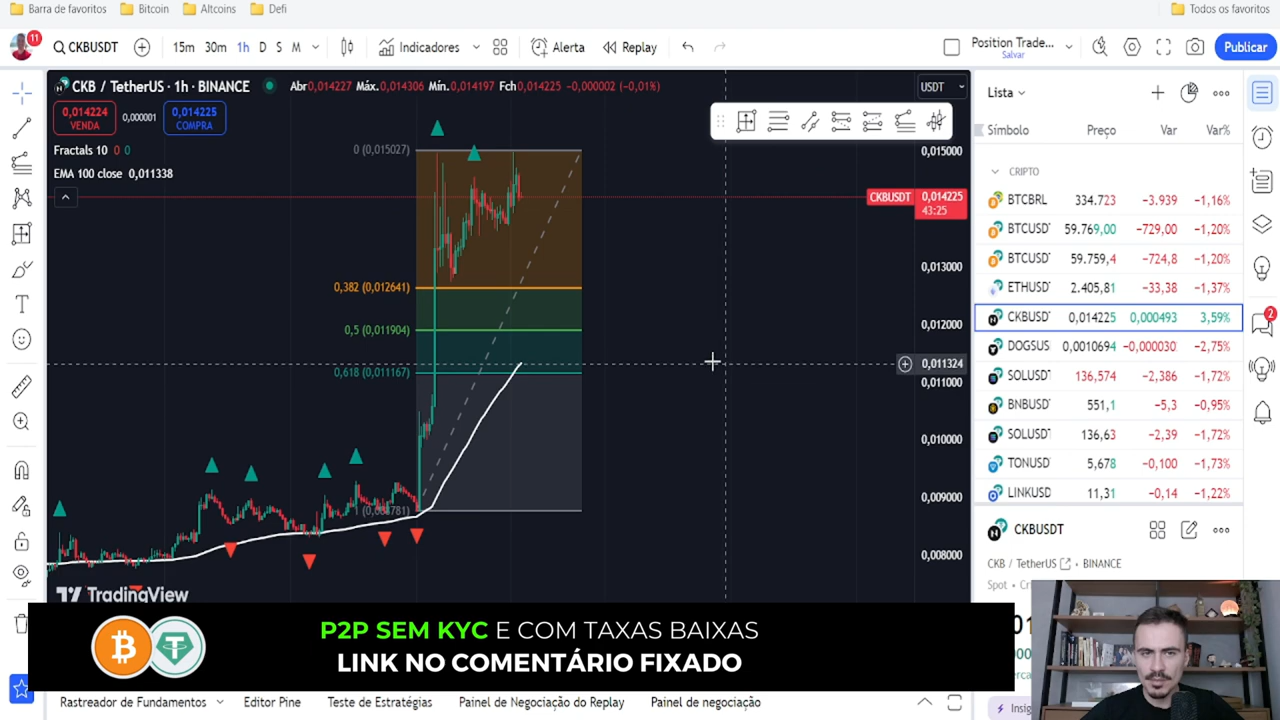 Barra de favoritos Bitcoin Altcoins Defi Todos os favoritos
11 CKBUSDT 15m 30m 1h D S M Indicadores Alerta Replay Position Trade... Salvar Publicar
CKB / TetherUS · 1h · BINANCE Abr0,014227 Máx.0,014306 Mín.0,014197 Fch0,014225 −0,000002 (−0,01%) USDT
Lista
0,014224 VENDA 0,000001 0,014225 COMPRA
Símbolo Preço Var Var%
Fractals 10 0 0
EMA 100 close 0,011338
0 (0,015027)
0,382 (0,012641)
0,5 (0,011904)
0,618 (0,011167)
1 (0,008781)
0,015000
CKBUSDT 0,014225
43:25
0,013000
0,012000
0,011324
0,011000
0,010000
0,009000
0,008000
CRIPTO
BTCBRL 334.723 −3.939 −1,16%
BTCUSD 59.769,00 −729,00 −1,20%
BTCUSD 59.759,4 −724,8 −1,20%
ETHUSD 2.405,81 −33,38 −1,37%
CKBUSD 0,014225 0,000493 3,59%
DOGSUS 0,0010694 −0,000030 −2,75%
SOLUSD 136,574 −2,386 −1,72%
BNBUSD 551,1 −5,3 −0,95%
SOLUSD 136,63 −2,39 −1,72%
TONUSD 5,678 −0,100 −1,73%
LINKUSD 11,31 −0,14 −1,22%
2
CKBUSDT
CKB / TetherUS BINANCE
Spot
TradingView
P2P SEM KYC E COM TAXAS BAIXAS
LINK NO COMENTÁRIO FIXADO
Rastreador de Fundamentos Editor Pine Teste de Estratégias Painel de Negociação do Replay Painel de negociação